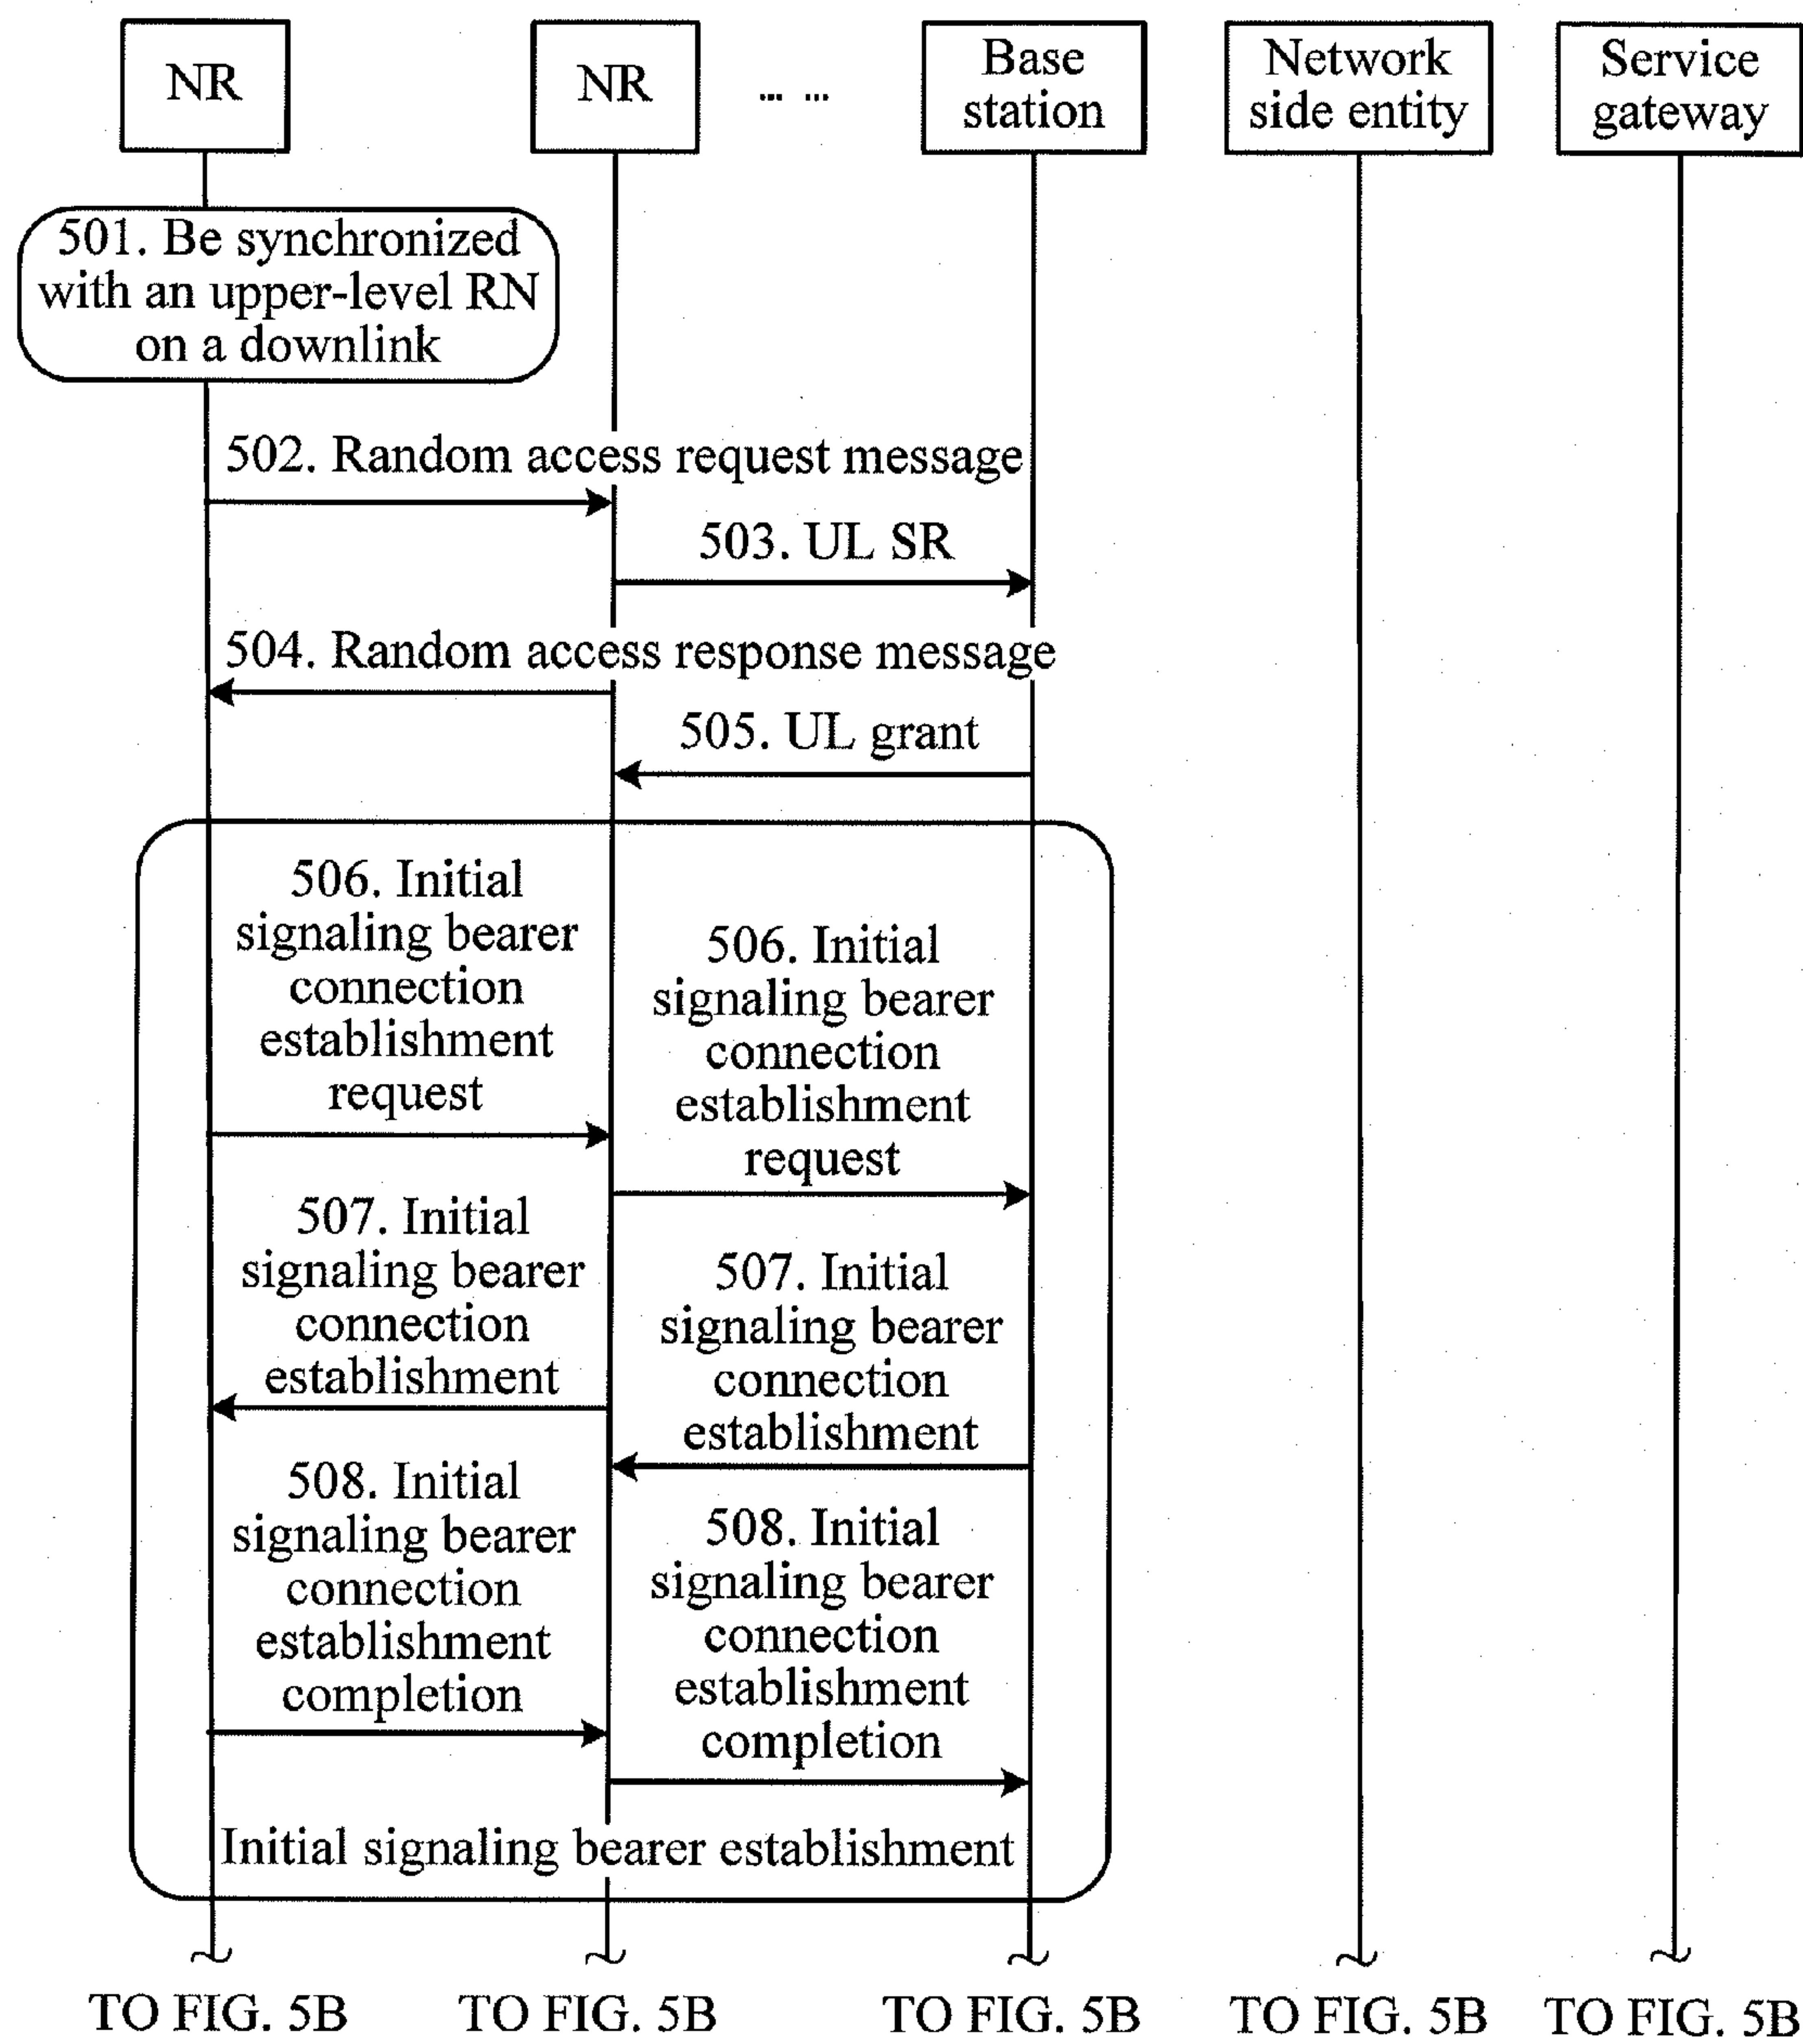 NR
NR
... ...
Base
station
Network
side entity
Service
gateway
501. Be synchronized
with an upper-level RN
on a downlink
502. Random access request message
503. UL SR
504. Random access response message
505. UL grant
506. Initial
signaling bearer
connection
establishment
request
506. Initial
signaling bearer
connection
establishment
request
507. Initial
signaling bearer
connection
establishment
507. Initial
signaling bearer
connection
establishment
508. Initial
signaling bearer
connection
establishment
completion
508. Initial
signaling bearer
connection
establishment
completion
Initial signaling bearer establishment
TO FIG. 5B
TO FIG. 5B
TO FIG. 5B
TO FIG. 5B
TO FIG. 5B